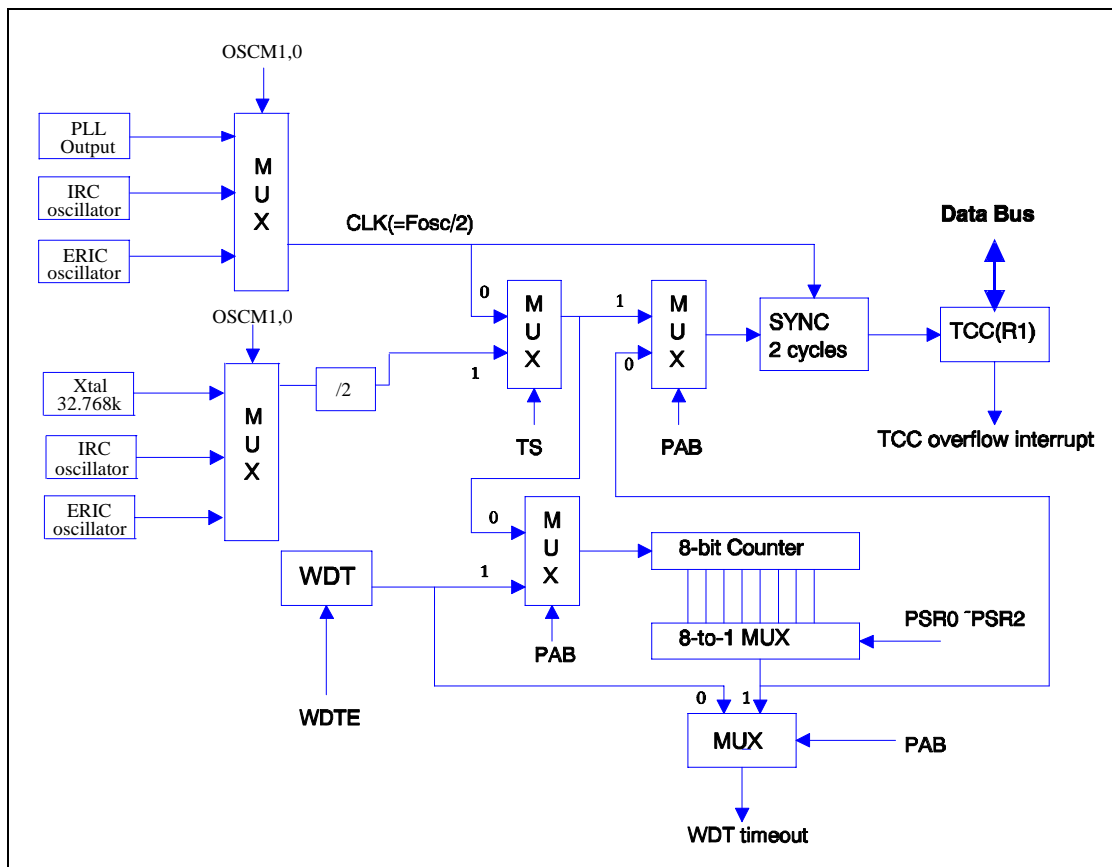 OSCM1,0
PLL
Output
IRC
oscillator
ERIC
oscillator
M
U
X
CLK(=Fosc/2)
Data Bus
OSCM1,0
Xtal
32.768k
IRC
oscillator
ERIC
oscillator
M
U
X
/2
0
1
M
U
X
TS
1
0
M
U
X
PAB
SYNC
2 cycles
TCC(R1)
TCC overflow interrupt
WDT
WDTE
0
1
M
U
X
PAB
8-bit Counter
8-to-1 MUX
PSR0 ~PSR2
0
1
MUX
PAB
WDT timeout